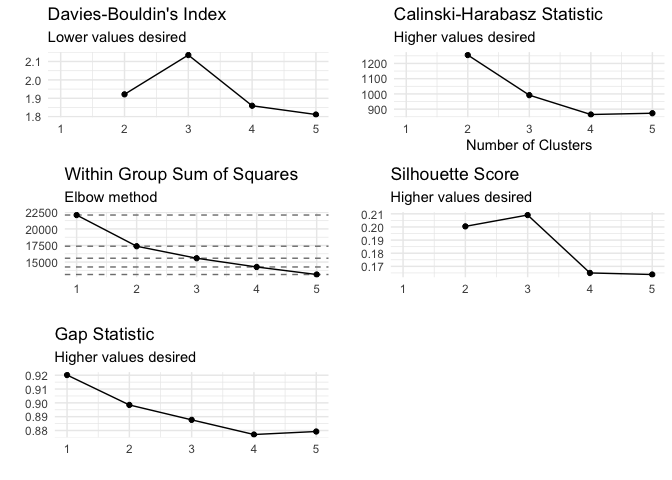 Davies-Bouldin's Index
Lower values desired
2.1
2.0
1.9
1.8
1 2 3 4 5
Calinski-Harabasz Statistic
Higher values desired
1200
1100
1000
900
1 2 3 4 5
Number of Clusters
Within Group Sum of Squares
Elbow method
22500
20000
17500
15000
1 2 3 4 5
Silhouette Score
Higher values desired
0.21
0.20
0.19
0.18
0.17
1 2 3 4 5
Gap Statistic
Higher values desired
0.92
0.91
0.90
0.89
0.88
1 2 3 4 5